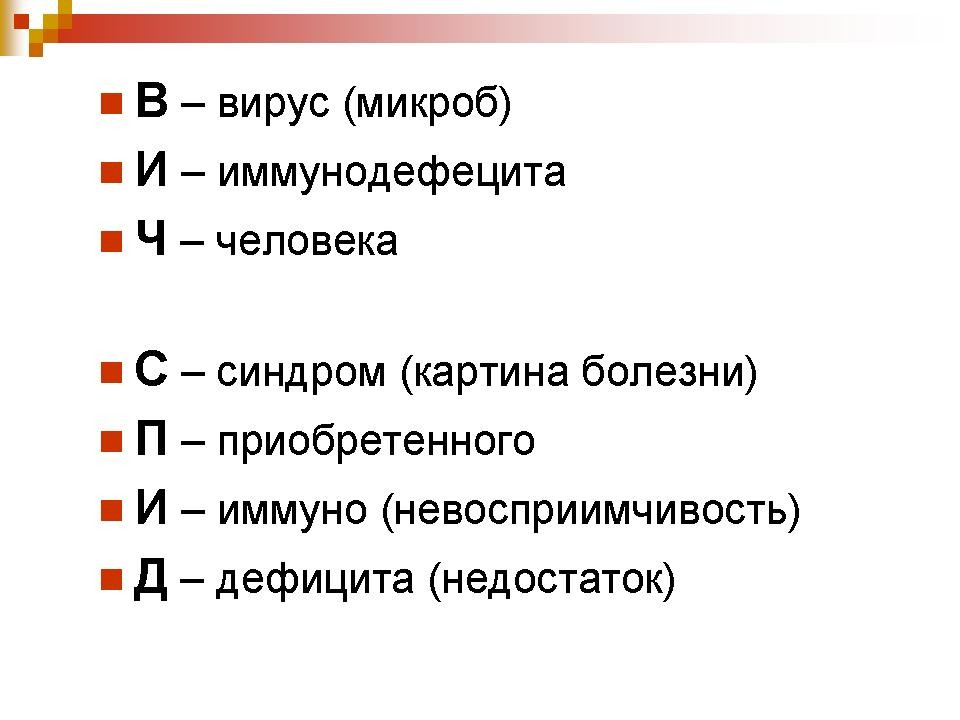 В – вирус (микроб)
И – иммунодефецита
Ч – человека
С – синдром (картина болезни)
П – приобретенного
И – иммуно (невосприимчивость)
Д – дефицита (недостаток)